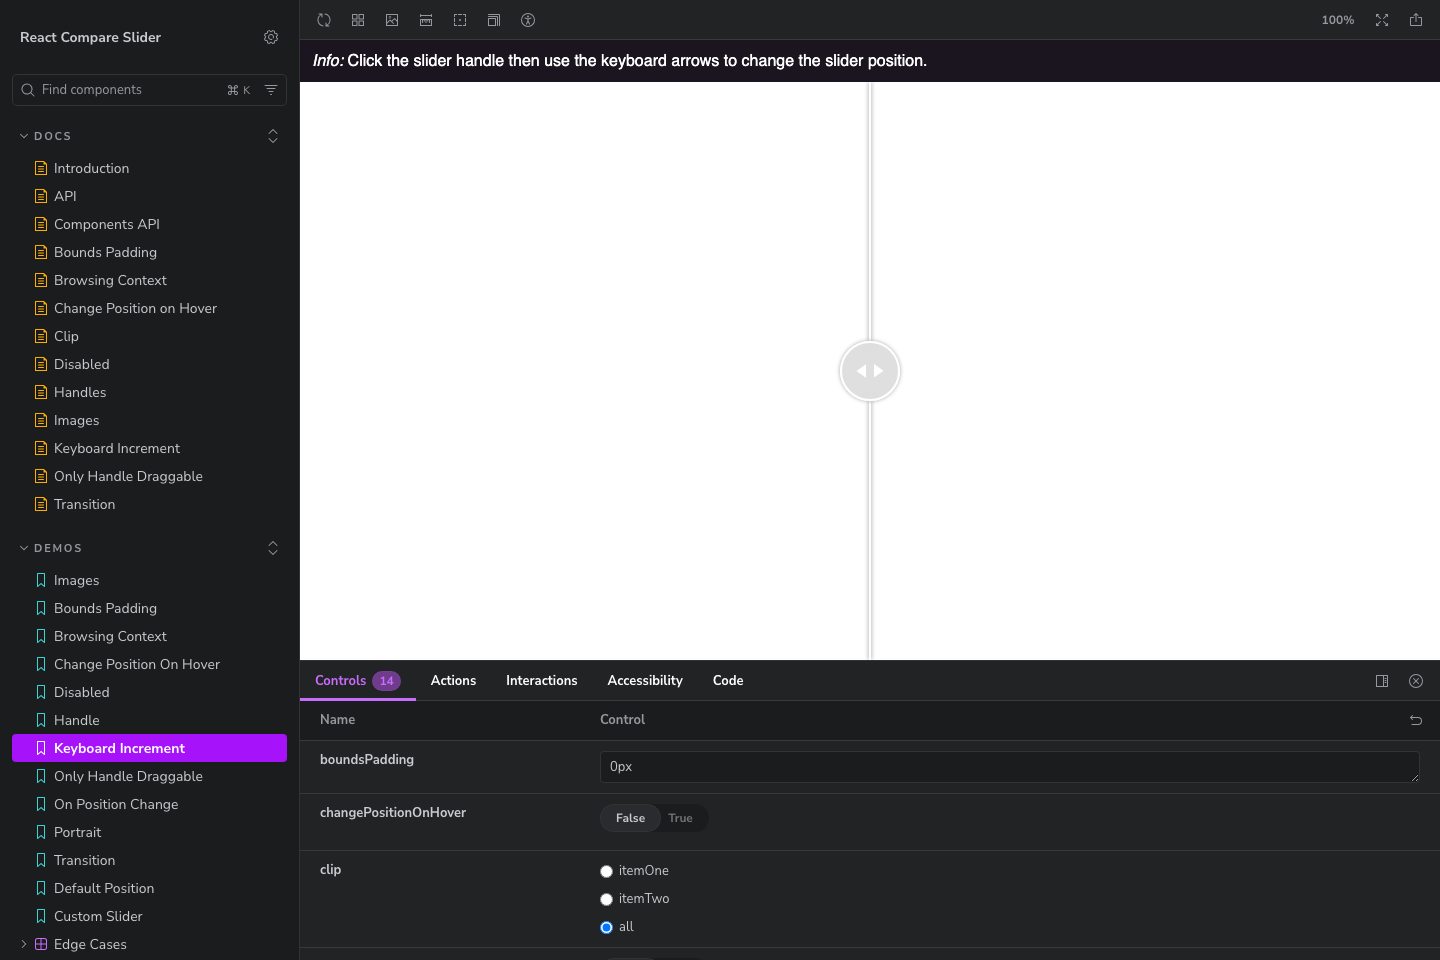 React Compare Slider
Find components
⌘ K
DOCS
Introduction
API
Components API
Bounds Padding
Browsing Context
Change Position on Hover
Clip
Disabled
Handles
Images
Keyboard Increment
Only Handle Draggable
Transition
DEMOS
Images
Bounds Padding
Browsing Context
Change Position On Hover
Disabled
Handle
Keyboard Increment
Only Handle Draggable
On Position Change
Portrait
Transition
Default Position
Custom Slider
Edge Cases
100%
Info: Click the slider handle then use the keyboard arrows to change the slider position.
Controls 14 Actions Interactions Accessibility Code
Name Control
boundsPadding 0px
changePositionOnHover False True
clip itemOne
itemTwo
all